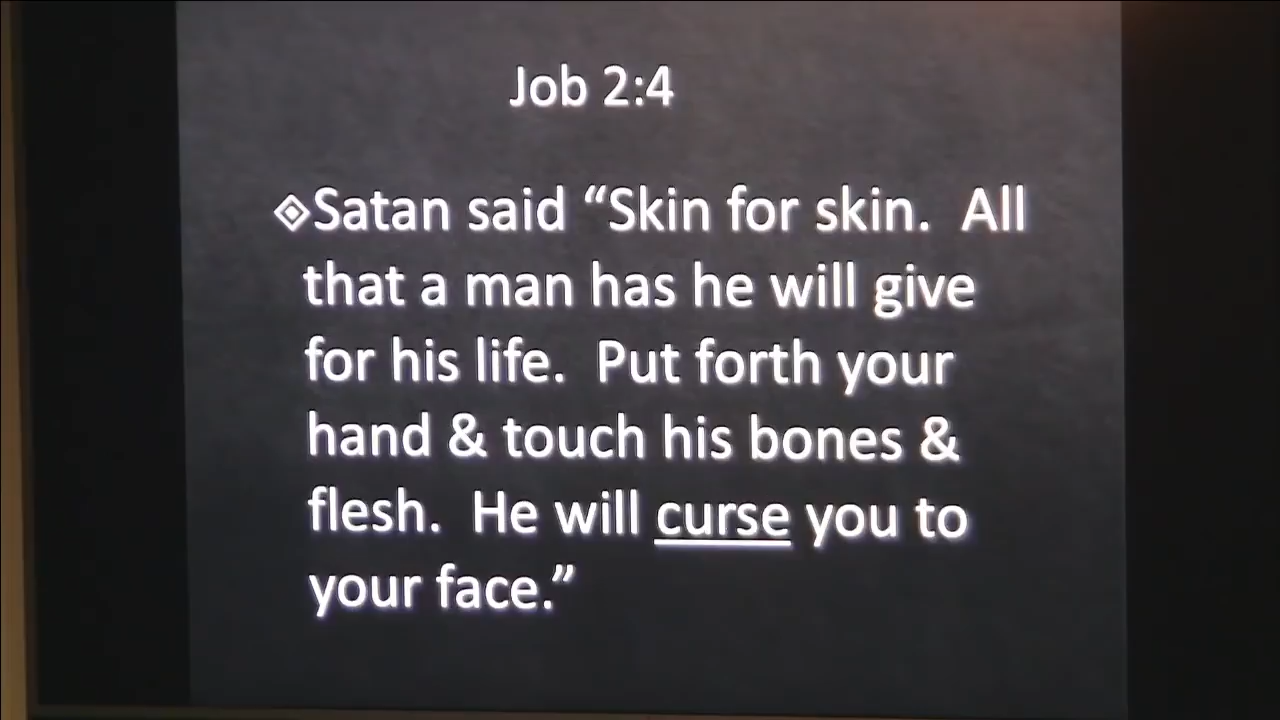 Job 2:4
Satan said “Skin for skin.  All
that a man has he will give
for his life.  Put forth your
hand & touch his bones &
flesh.  He will curse you to
your face.”